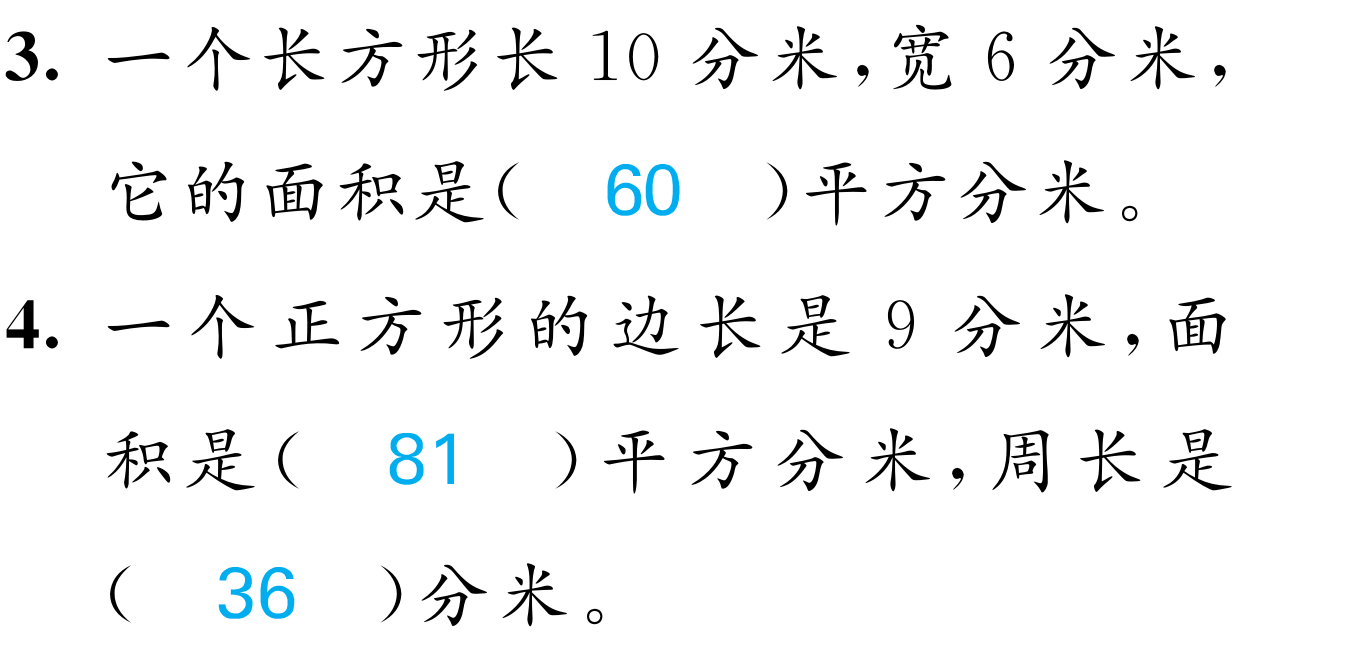 3. 一个长方形长 10 分米,宽 6 分米,
它的面积是( 60 )平方分米。
4. 一个正方形的边长是 9 分米,面
积是( 81 )平方分米,周长是
( 36 )分米。